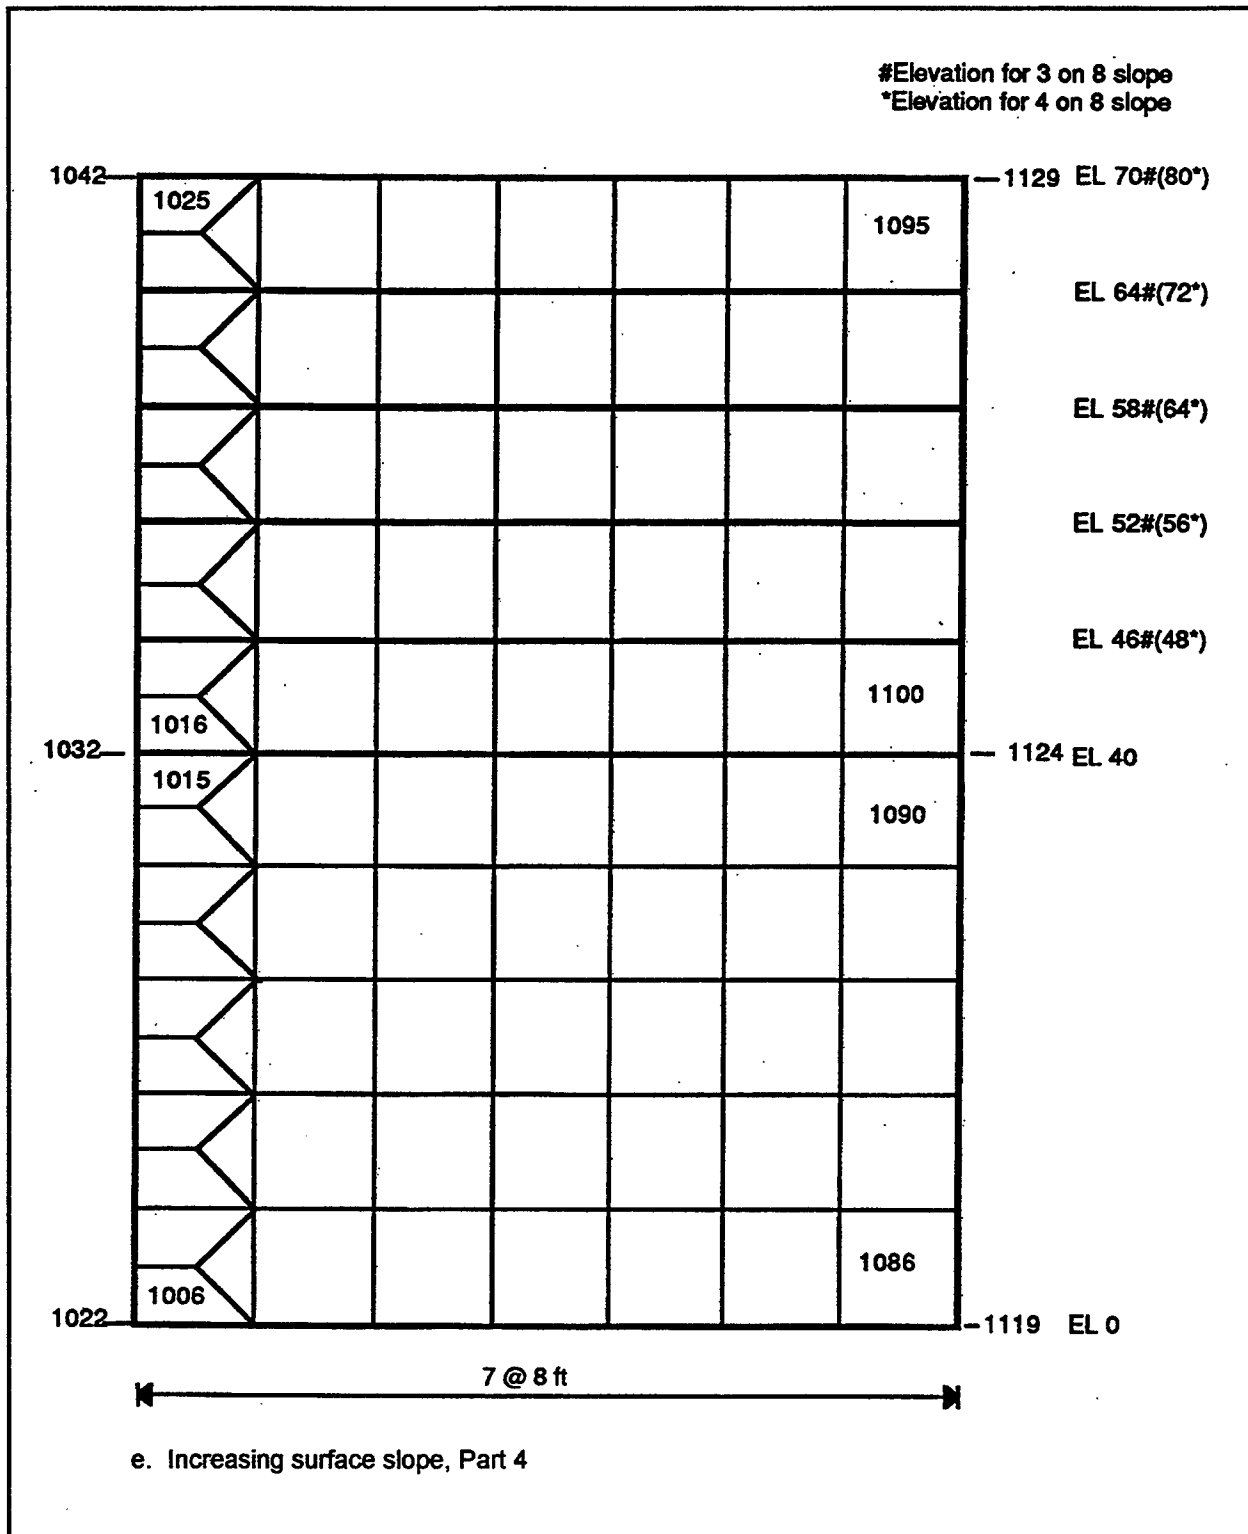 #Elevation for 3 on 8 slope
*Elevation for 4 on 8 slope
1042
1025
1095
1129 EL 70#(80*)
EL 64#(72*)
EL 58#(64*)
EL 52#(56*)
EL 46#(48*)
1100
1016
1032
1124 EL 40
1015
1090
1086
1006
1022
1119 EL 0
7 @ 8 ft
e. Increasing surface slope, Part 4